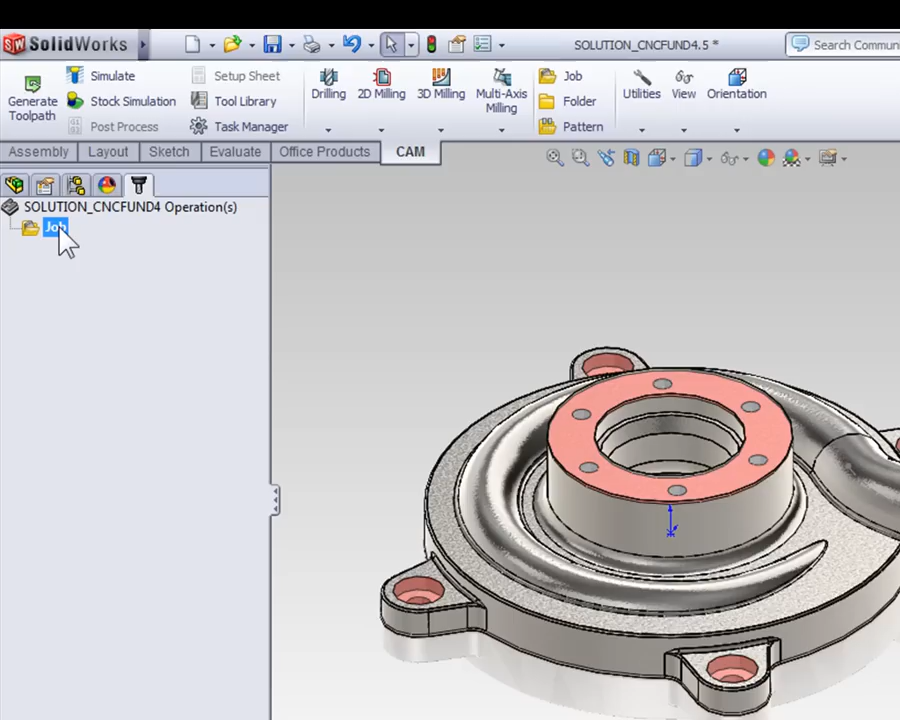 SolidWorks
SOLUTION_CNCFUND4.5 *
Search Commun
Generate Toolpath
Simulate
Stock Simulation
G1 G2 Post Process
Setup Sheet
Tool Library
Task Manager
Drilling
2D Milling
3D Milling
Multi-Axis Milling
Job
Folder
Pattern
Utilities
View
Orientation
Assembly
Layout
Sketch
Evaluate
Office Products
CAM
SOLUTION_CNCFUND4 Operation(s)
Job